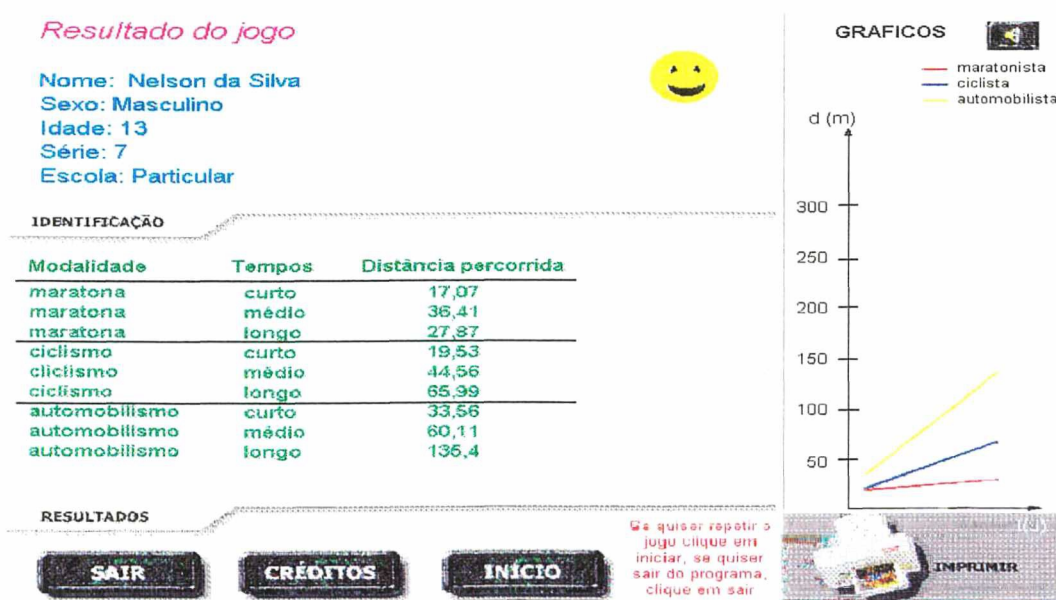 Resultado do jogo
Nome: Nelson da Silva
Sexo: Masculino
Idade: 13
Série: 7
Escola: Particular
IDENTIFICAÇÃO
Modalidade Tempos Distância percorrida
maratona curto 17,07
maratona médio 36,41
maratona longo 27,87
ciclismo curto 19,53
cliclismo médio 44,56
ciclismo longo 65,99
automobilismo curto 33,56
automobilismo médio 60,11
automobilismo longo 135,4
RESULTADOS
SAIR
CRÉDITOS
INÍCIO
Se quiser repetir o
jogo clique em
iniciar, se quiser
sair do programa,
clique em sair
GRAFICOS
maratonista
ciclista
automobilista
d (m)
300
250
200
150
100
50
IMPRIMIR